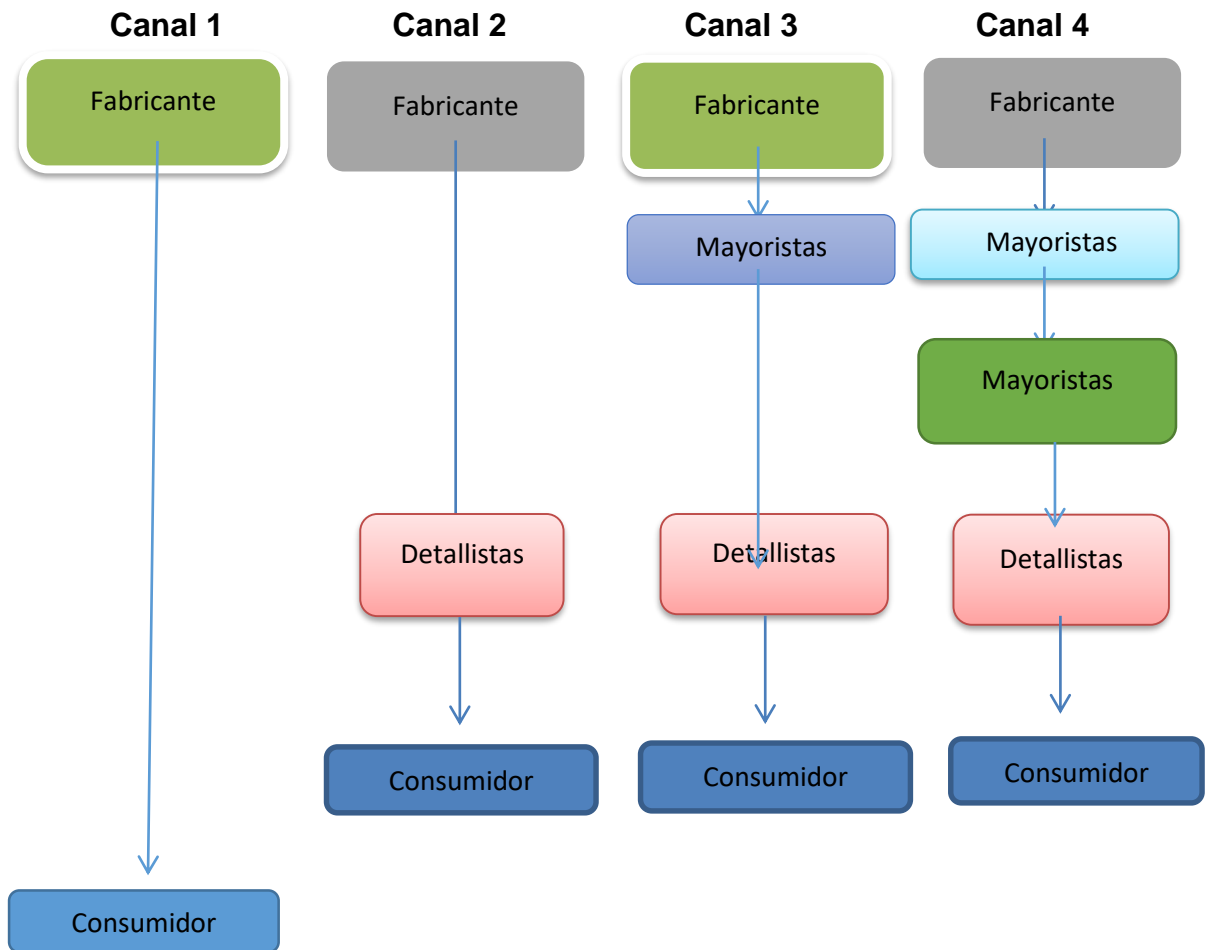 Canal 1 Canal 2 Canal 3 Canal 4
Fabricante Fabricante Fabricante Fabricante
Mayoristas Mayoristas
Mayoristas
Detallistas Detallistas Detallistas
Consumidor Consumidor Consumidor
Consumidor